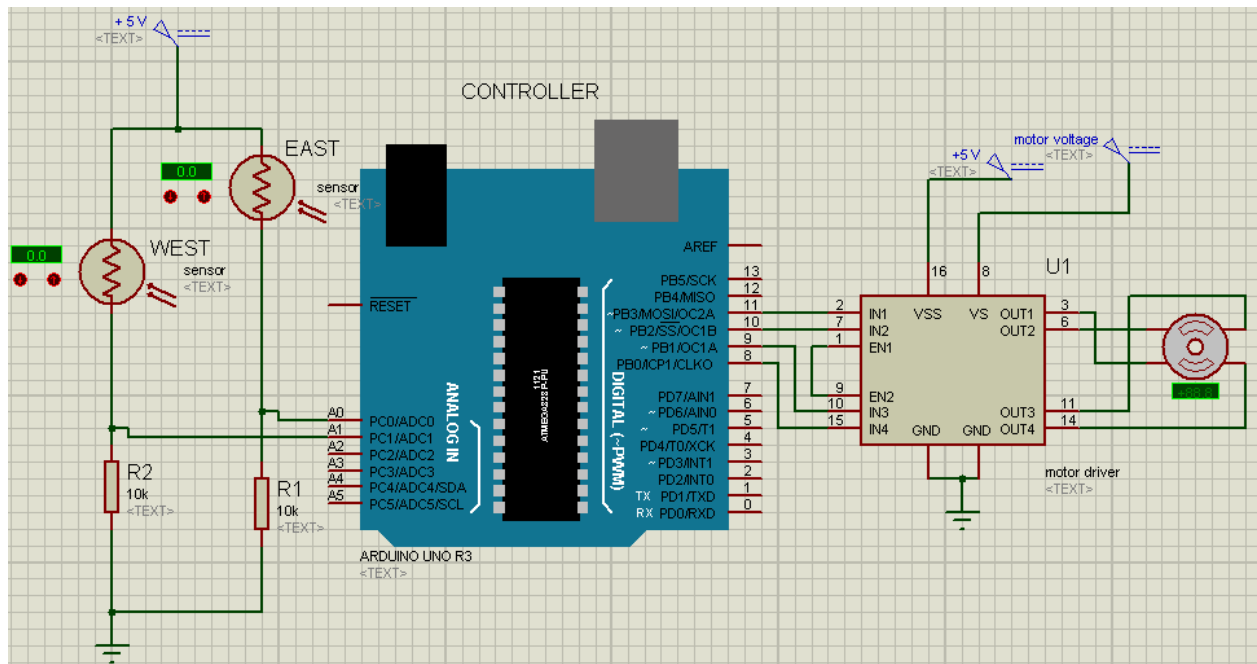 +5V
<TEXT>
CONTROLLER
EAST
0.0
sensor
<TEXT>
WEST
0.0
sensor
<TEXT>
R2
10k
<TEXT>
R1
10k
<TEXT>
RESET
A0
A1
A2
A3
A4
A5
PC0/ADC0
PC1/ADC1
PC2/ADC2
PC3/ADC3
PC4/ADC4/SDA
PC5/ADC5/SCL
ANALOG IN
ATMEGA328P-PU
1121
DIGITAL (~PWM)
AREF
PB5/SCK 13
PB4/MISO 12
~PB3/MOSI/OC2A 11
~ PB2/SS/OC1B 10
~ PB1/OC1A 9
PB0/ICP1/CLKO 8
PD7/AIN1 7
~ PD6/AIN0 6
~ PD5/T1 5
PD4/T0/XCK 4
~ PD3/INT1 3
PD2/INT0 2
TX PD1/TXD 1
RX PD0/RXD 0
ARDUINO UNO R3
<TEXT>
motor voltage
<TEXT>
+5V
<TEXT>
16 8
U1
2 IN1 VSS VS OUT1 3
7 IN2 OUT2 6
1 EN1
9 EN2
10 IN3 OUT3 11
15 IN4 GND GND OUT4 14
+88.8
motor driver
<TEXT>